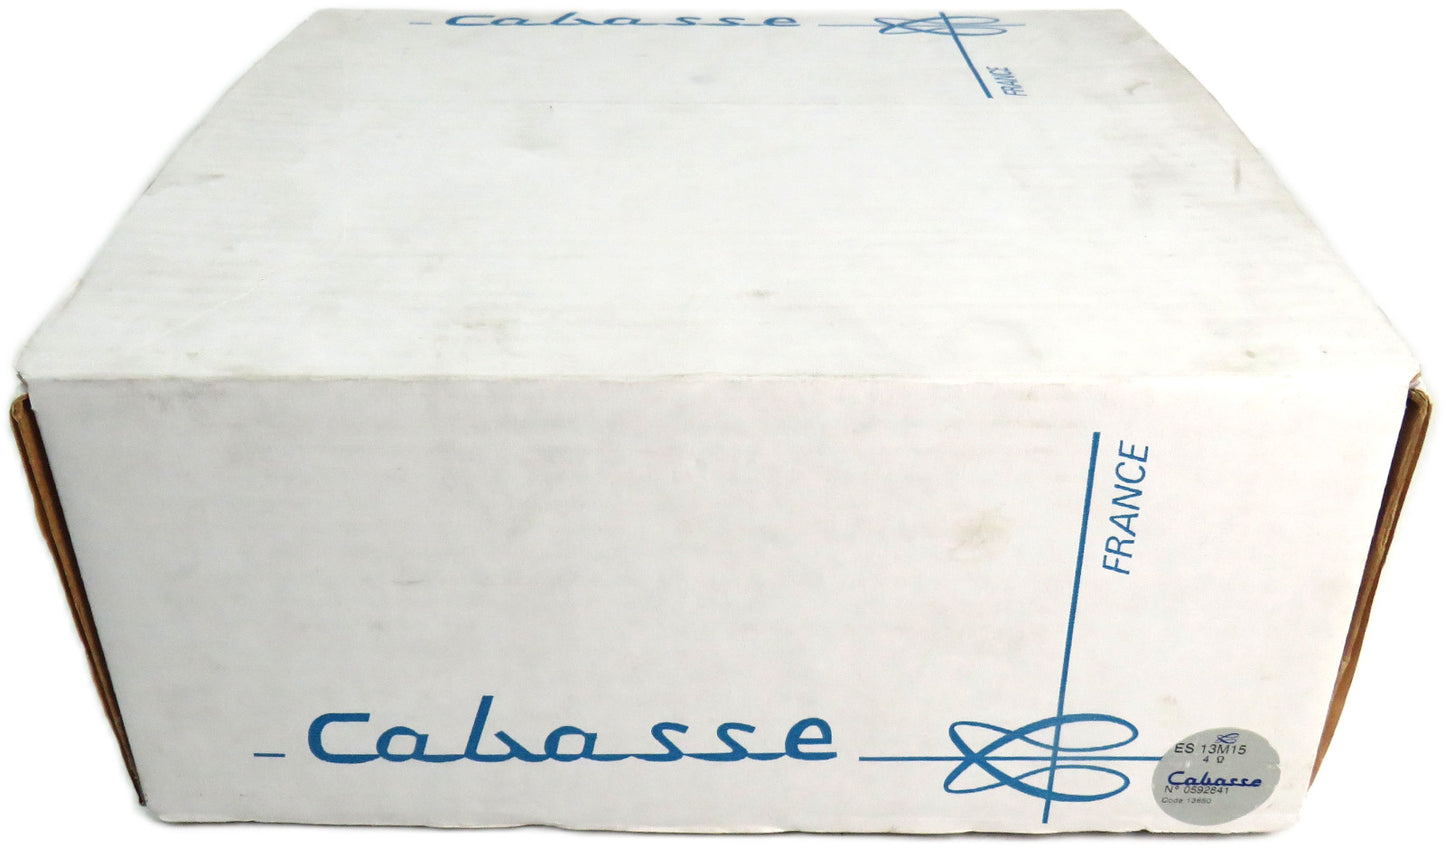 Cabasse
FRANCE
FRANCE
Cabasse
ES 13M15
4 Ω
Cabasse
N° 0592841
Code 13650